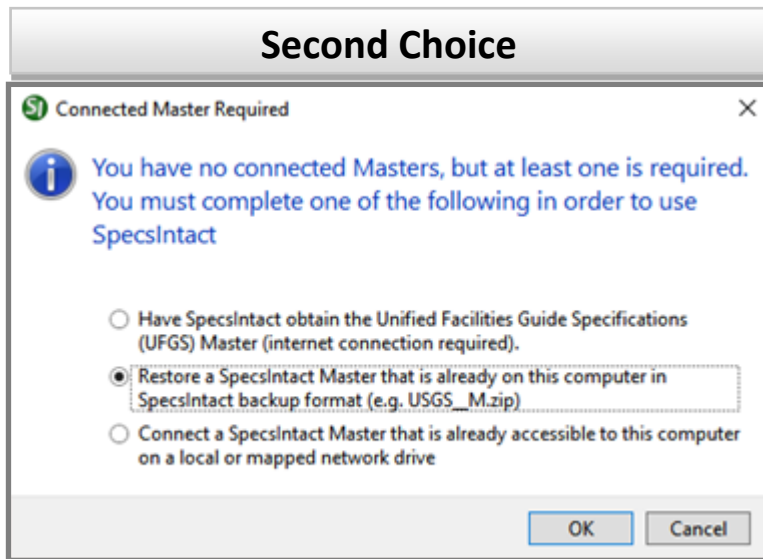 Second Choice
SJ Connected Master Required
You have no connected Masters, but at least one is required.
You must complete one of the following in order to use
SpecsIntact
Have SpecsIntact obtain the Unified Facilities Guide Specifications
(UFGS) Master (internet connection required).
Restore a SpecsIntact Master that is already on this computer in
SpecsIntact backup format (e.g. USGS__M.zip)
Connect a SpecsIntact Master that is already accessible to this computer
on a local or mapped network drive
OK Cancel